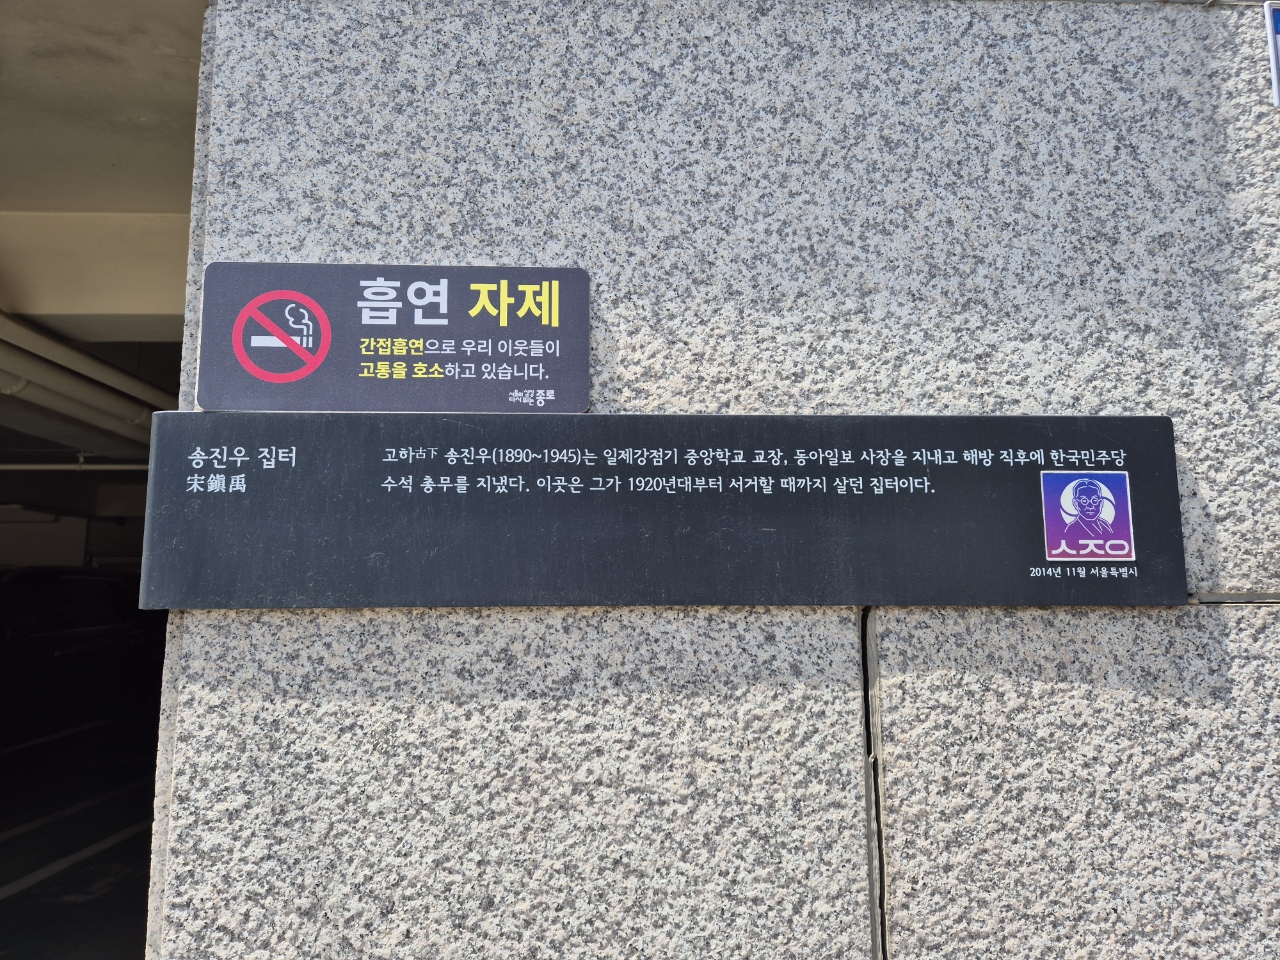 흡연 자제
간접흡연으로 우리 이웃들이
고통을 호소하고 있습니다.
종로
송진우 집터
宋鎭禹
고하古下 송진우(1890~1945)는 일제강점기 중앙학교 교장, 동아일보 사장을 지내고 해방 직후에 한국민주당
수석 총무를 지냈다. 이곳은 그가 1920년대부터 서거할 때까지 살던 집터이다.
ㅅㅈㅇ
2014년 11월 서울특별시